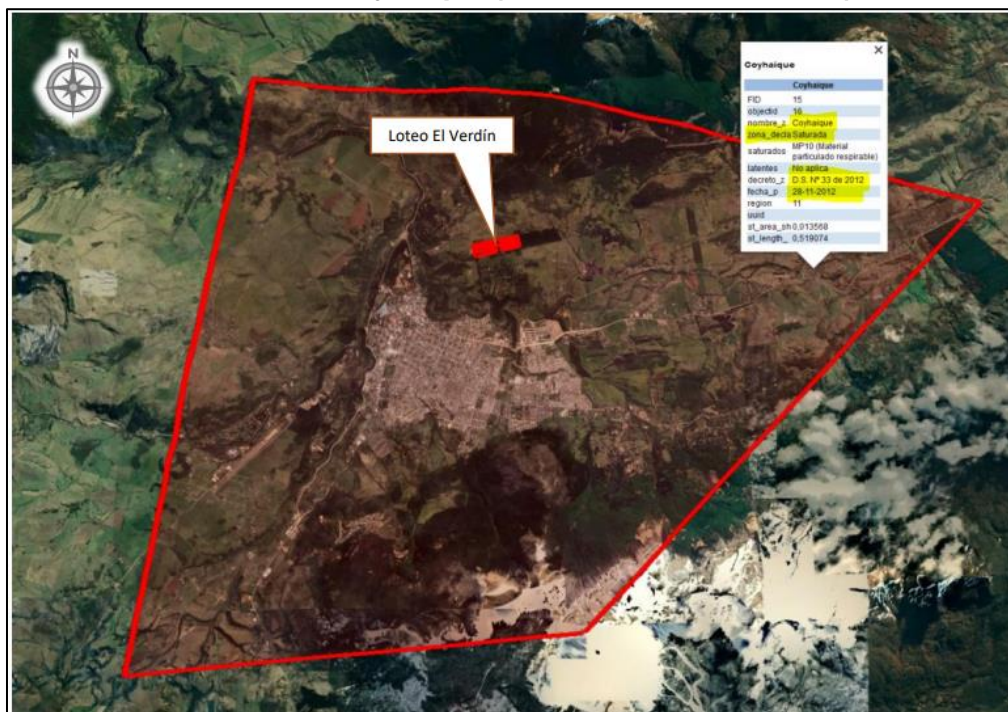 N
Loteo El Verdín
Coyhaique
Coyhaique
FID 15
objectid 16
nombre_z Coyhaique
zona_decla Saturada
saturados MP10 (Material
particulado respirable)
latentes No aplica
decreto_z D.S. Nº 33 de 2012
fecha_p 28-11-2012
region 11
uuid
st_area_sh 0,913568
st_length_ 0,519074